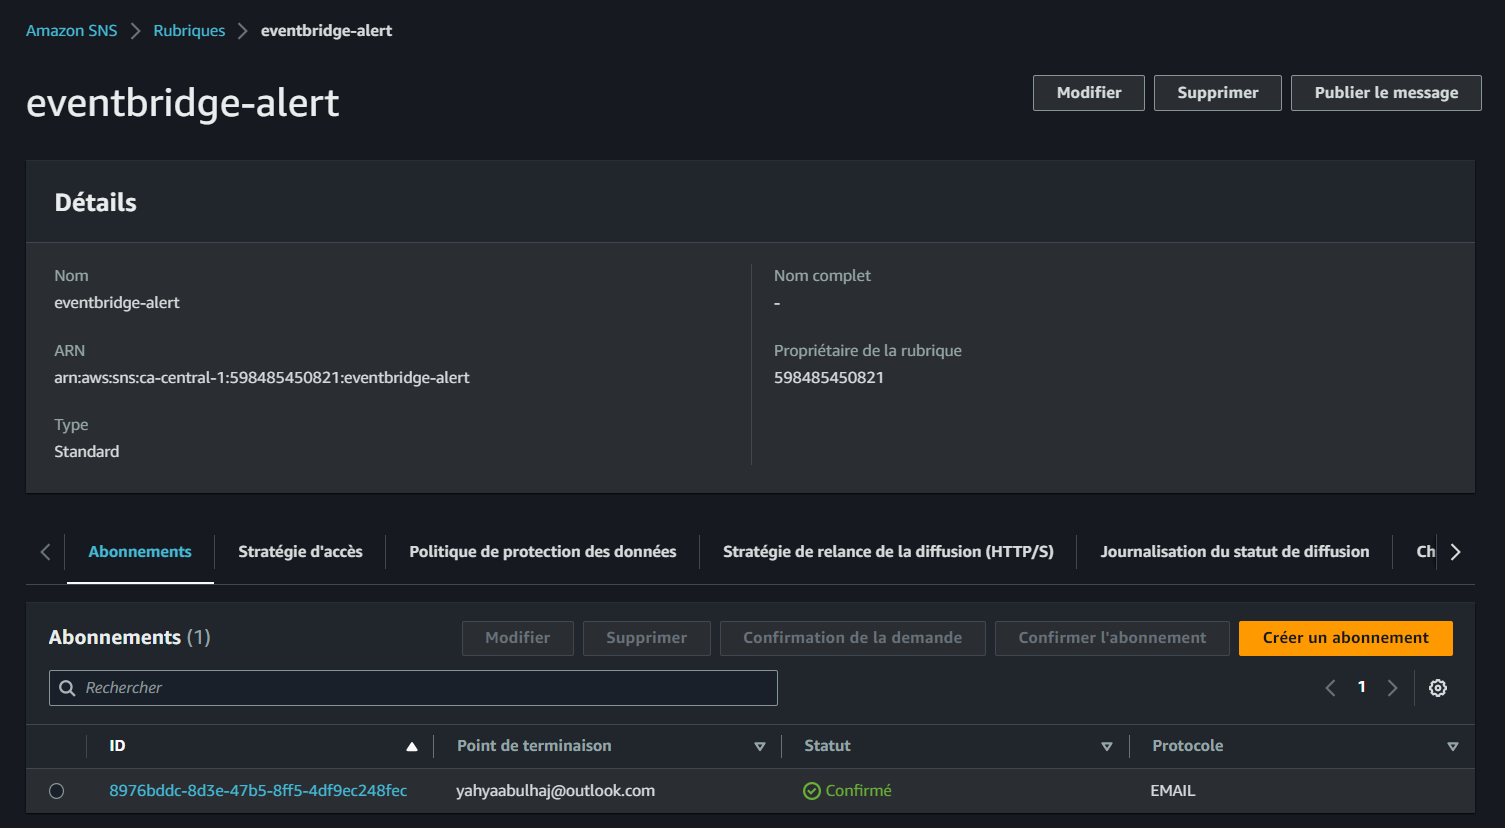 Amazon SNS > Rubriques > eventbridge-alert
eventbridge-alert
Modifier Supprimer Publier le message
Détails
Nom
eventbridge-alert
Nom complet
-
ARN
arn:aws:sns:ca-central-1:598485450821:eventbridge-alert
Propriétaire de la rubrique
598485450821
Type
Standard
Abonnements Stratégie d'accès Politique de protection des données Stratégie de relance de la diffusion (HTTP/S) Journalisation du statut de diffusion Ch
Abonnements (1)
Modifier Supprimer Confirmation de la demande Confirmer l'abonnement Créer un abonnement
Rechercher
1
ID Point de terminaison Statut Protocole
8976bddc-8d3e-47b5-8ff5-4df9ec248fec yahyaabulhaj@outlook.com Confirmé EMAIL